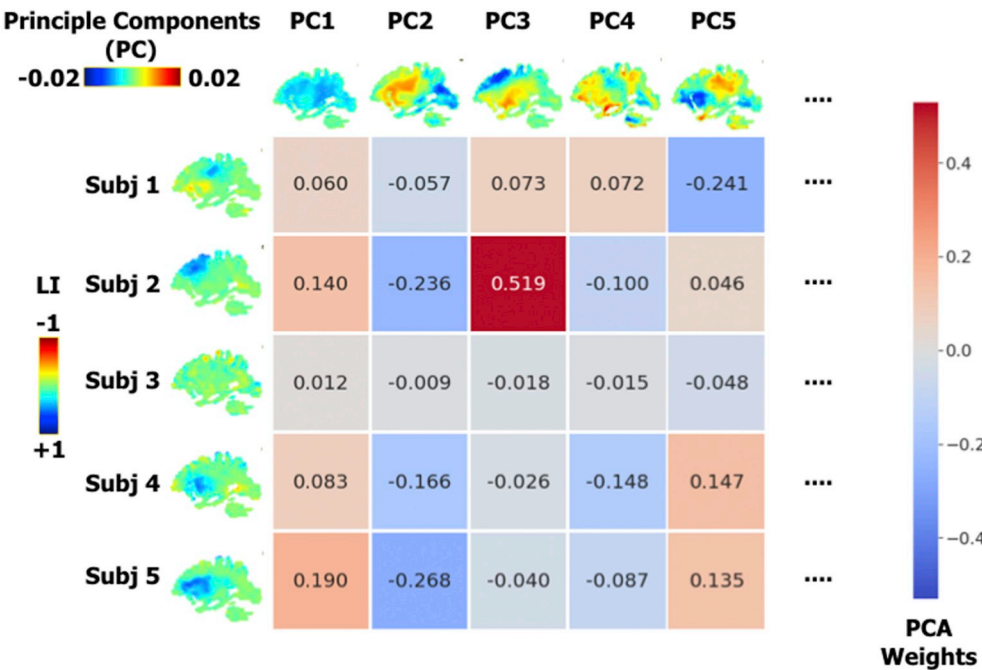 Principle Components
(PC)
-0.02 0.02
PC1 PC2 PC3 PC4 PC5
....
Subj 1 0.060 -0.057 0.073 0.072 -0.241 ....
Subj 2 0.140 -0.236 0.519 -0.100 0.046 ....
Subj 3 0.012 -0.009 -0.018 -0.015 -0.048 ....
Subj 4 0.083 -0.166 -0.026 -0.148 0.147 ....
Subj 5 0.190 -0.268 -0.040 -0.087 0.135 ....
LI
-1
+1
0.4
0.2
0.0
-0.2
-0.4
PCA
Weights